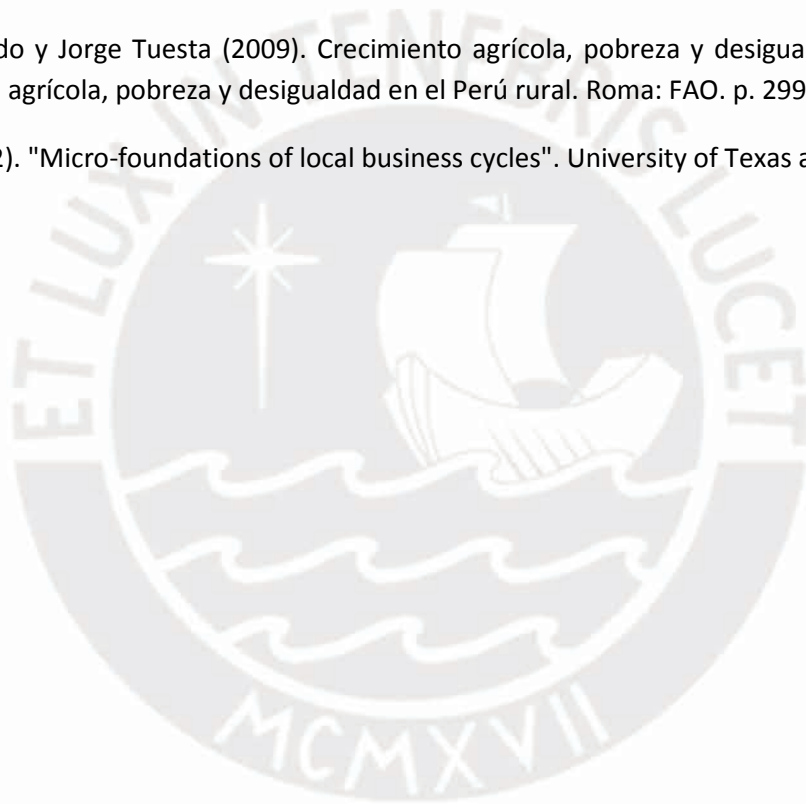 do y Jorge Tuesta (2009). Crecimiento agrícola, pobreza y desigua
agrícola, pobreza y desigualdad en el Perú rural. Roma: FAO. p. 299
2). "Micro-foundations of local business cycles". University of Texas a
ET LUX IN TENEBRIS LUCET
MCMXVII